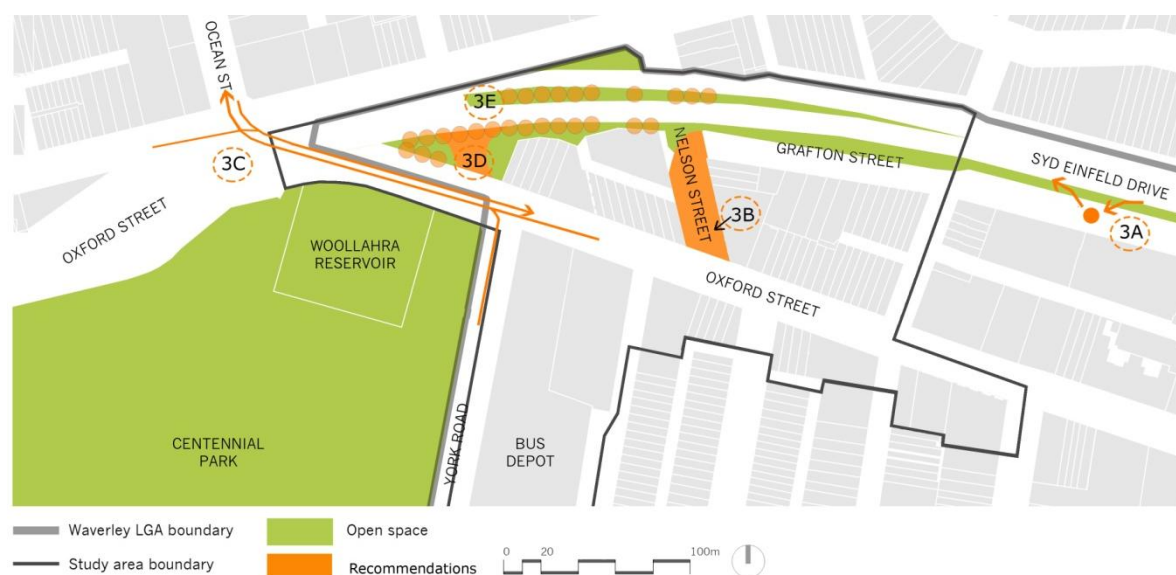 OCEAN ST
3E
3C
3D
NELSON STREET
GRAFTON STREET
SYD EINFELD DRIVE
3B
3A
OXFORD STREET
WOOLLAHRA
RESERVOIR
OXFORD STREET
CENTENNIAL
PARK
YORK ROAD
BUS
DEPOT
Waverley LGA boundary
Open space
Study area boundary
Recommendations
0 20 100m